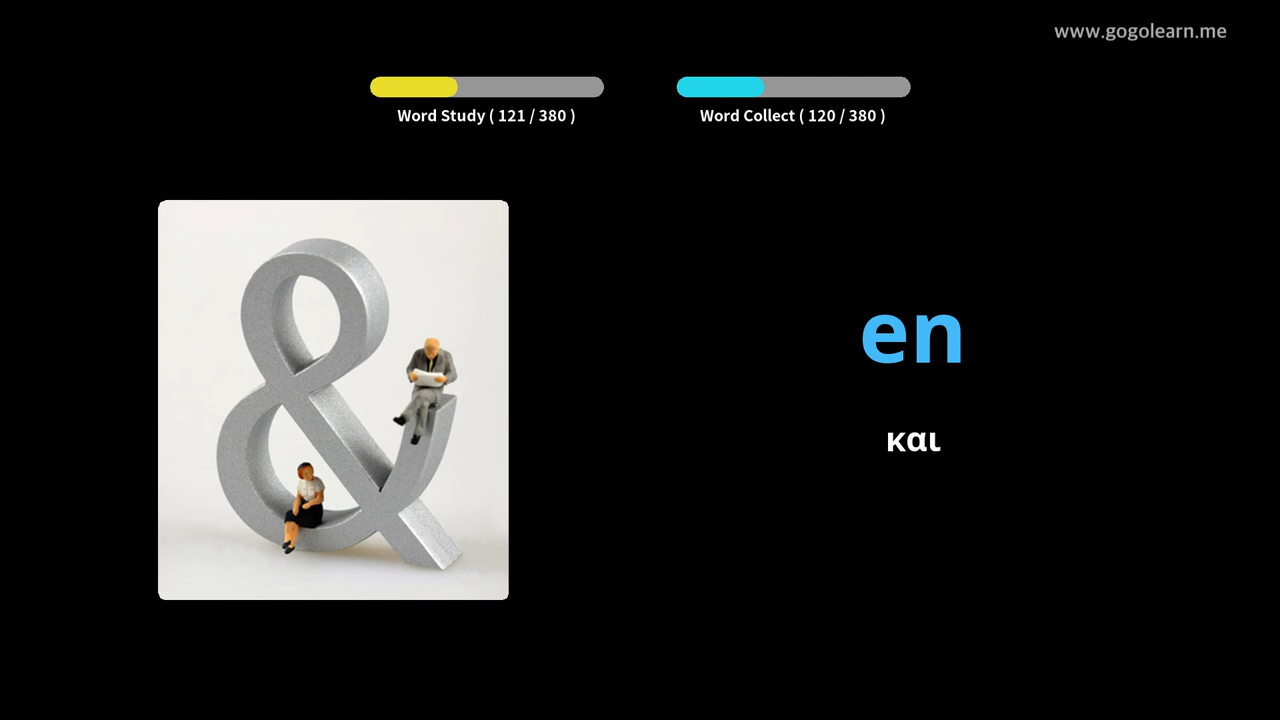 www.gogolearn.me
Word Study ( 121 / 380 )
Word Collect ( 120 / 380 )
&
en
και